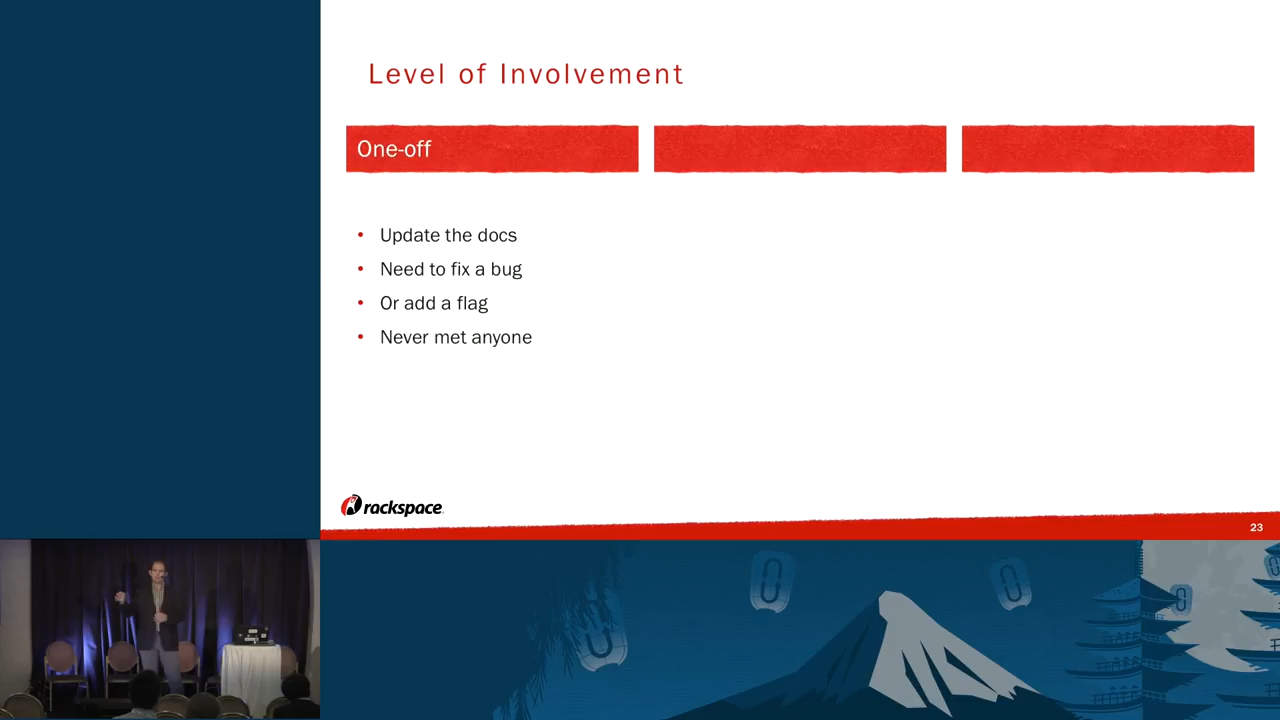 Level of Involvement
One-off
• Update the docs
• Need to fix a bug
• Or add a flag
• Never met anyone
rackspace
23